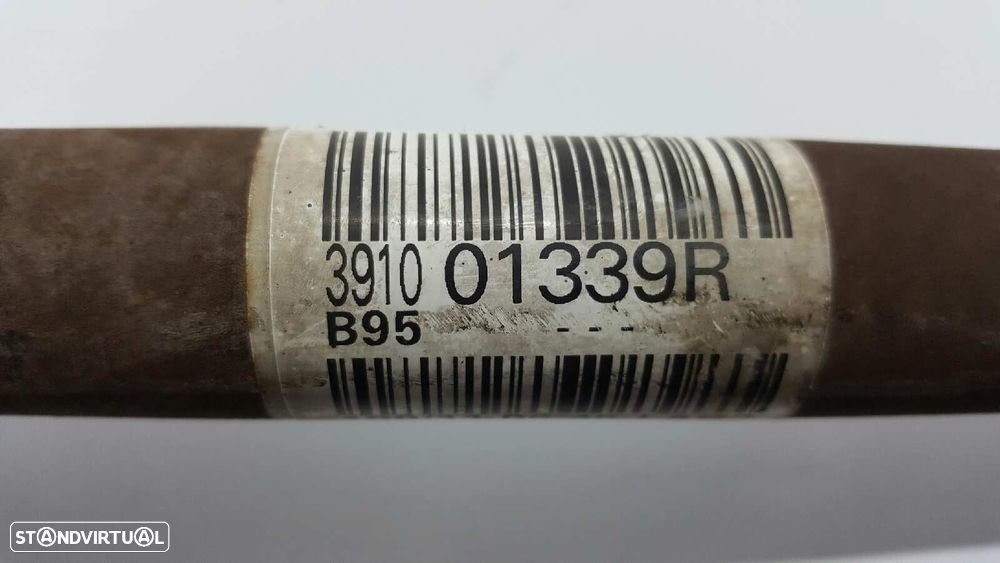 3910 01339R
B95 ---
STANDVIRTUAL